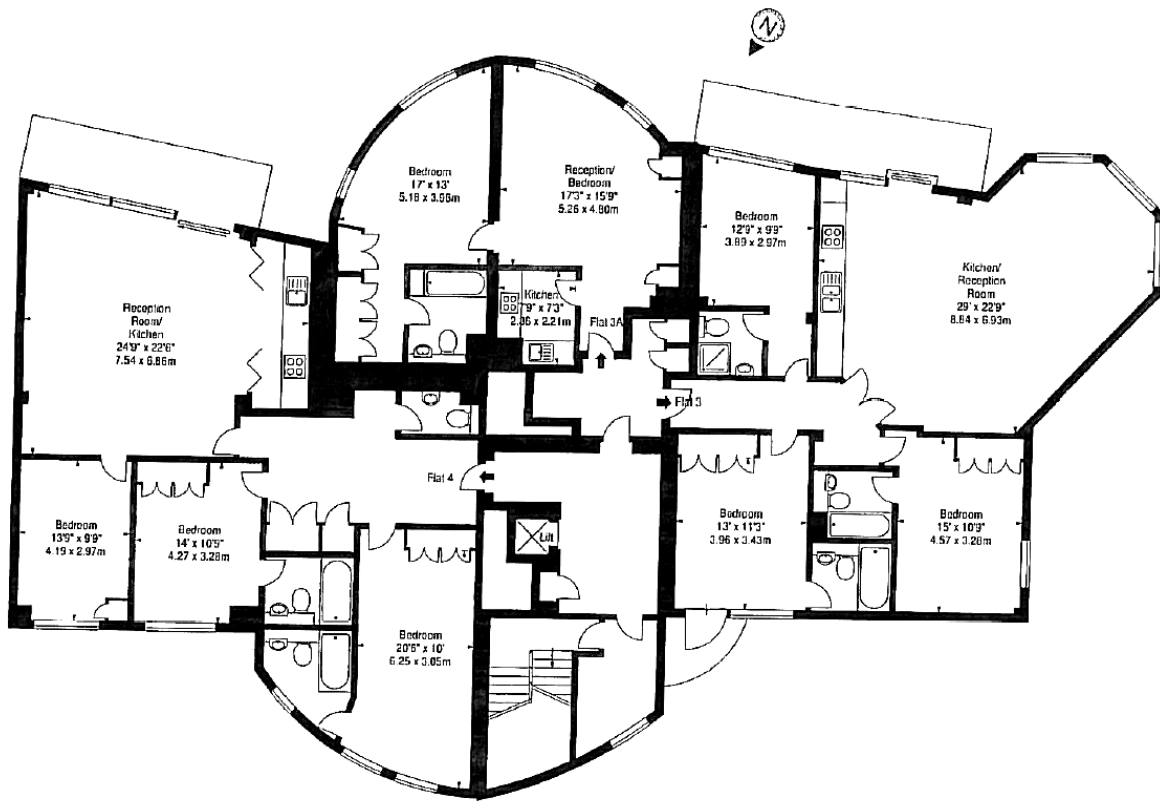 N
Bedroom
17' x 13'
5.18 x 3.96m
Reception/
Bedroom
17'3" x 15'9"
5.26 x 4.80m
Bedroom
12'9" x 9'9"
3.89 x 2.97m
Kitchen/
Reception
Room
29' x 22'9"
8.84 x 6.93m
Reception
Room/
Kitchen
24'9" x 22'6"
7.54 x 6.86m
Kitchen
7'9" x 7'3"
2.36 x 2.21m
Flat 3A
Flat 3
Flat 4
Lift
Bedroom
13'9" x 9'9"
4.19 x 2.97m
Bedroom
14' x 10'9"
4.27 x 3.28m
Bedroom
20'6" x 10'
6.25 x 3.05m
Bedroom
13' x 11'3"
3.96 x 3.43m
Bedroom
15' x 10'9"
4.57 x 3.28m